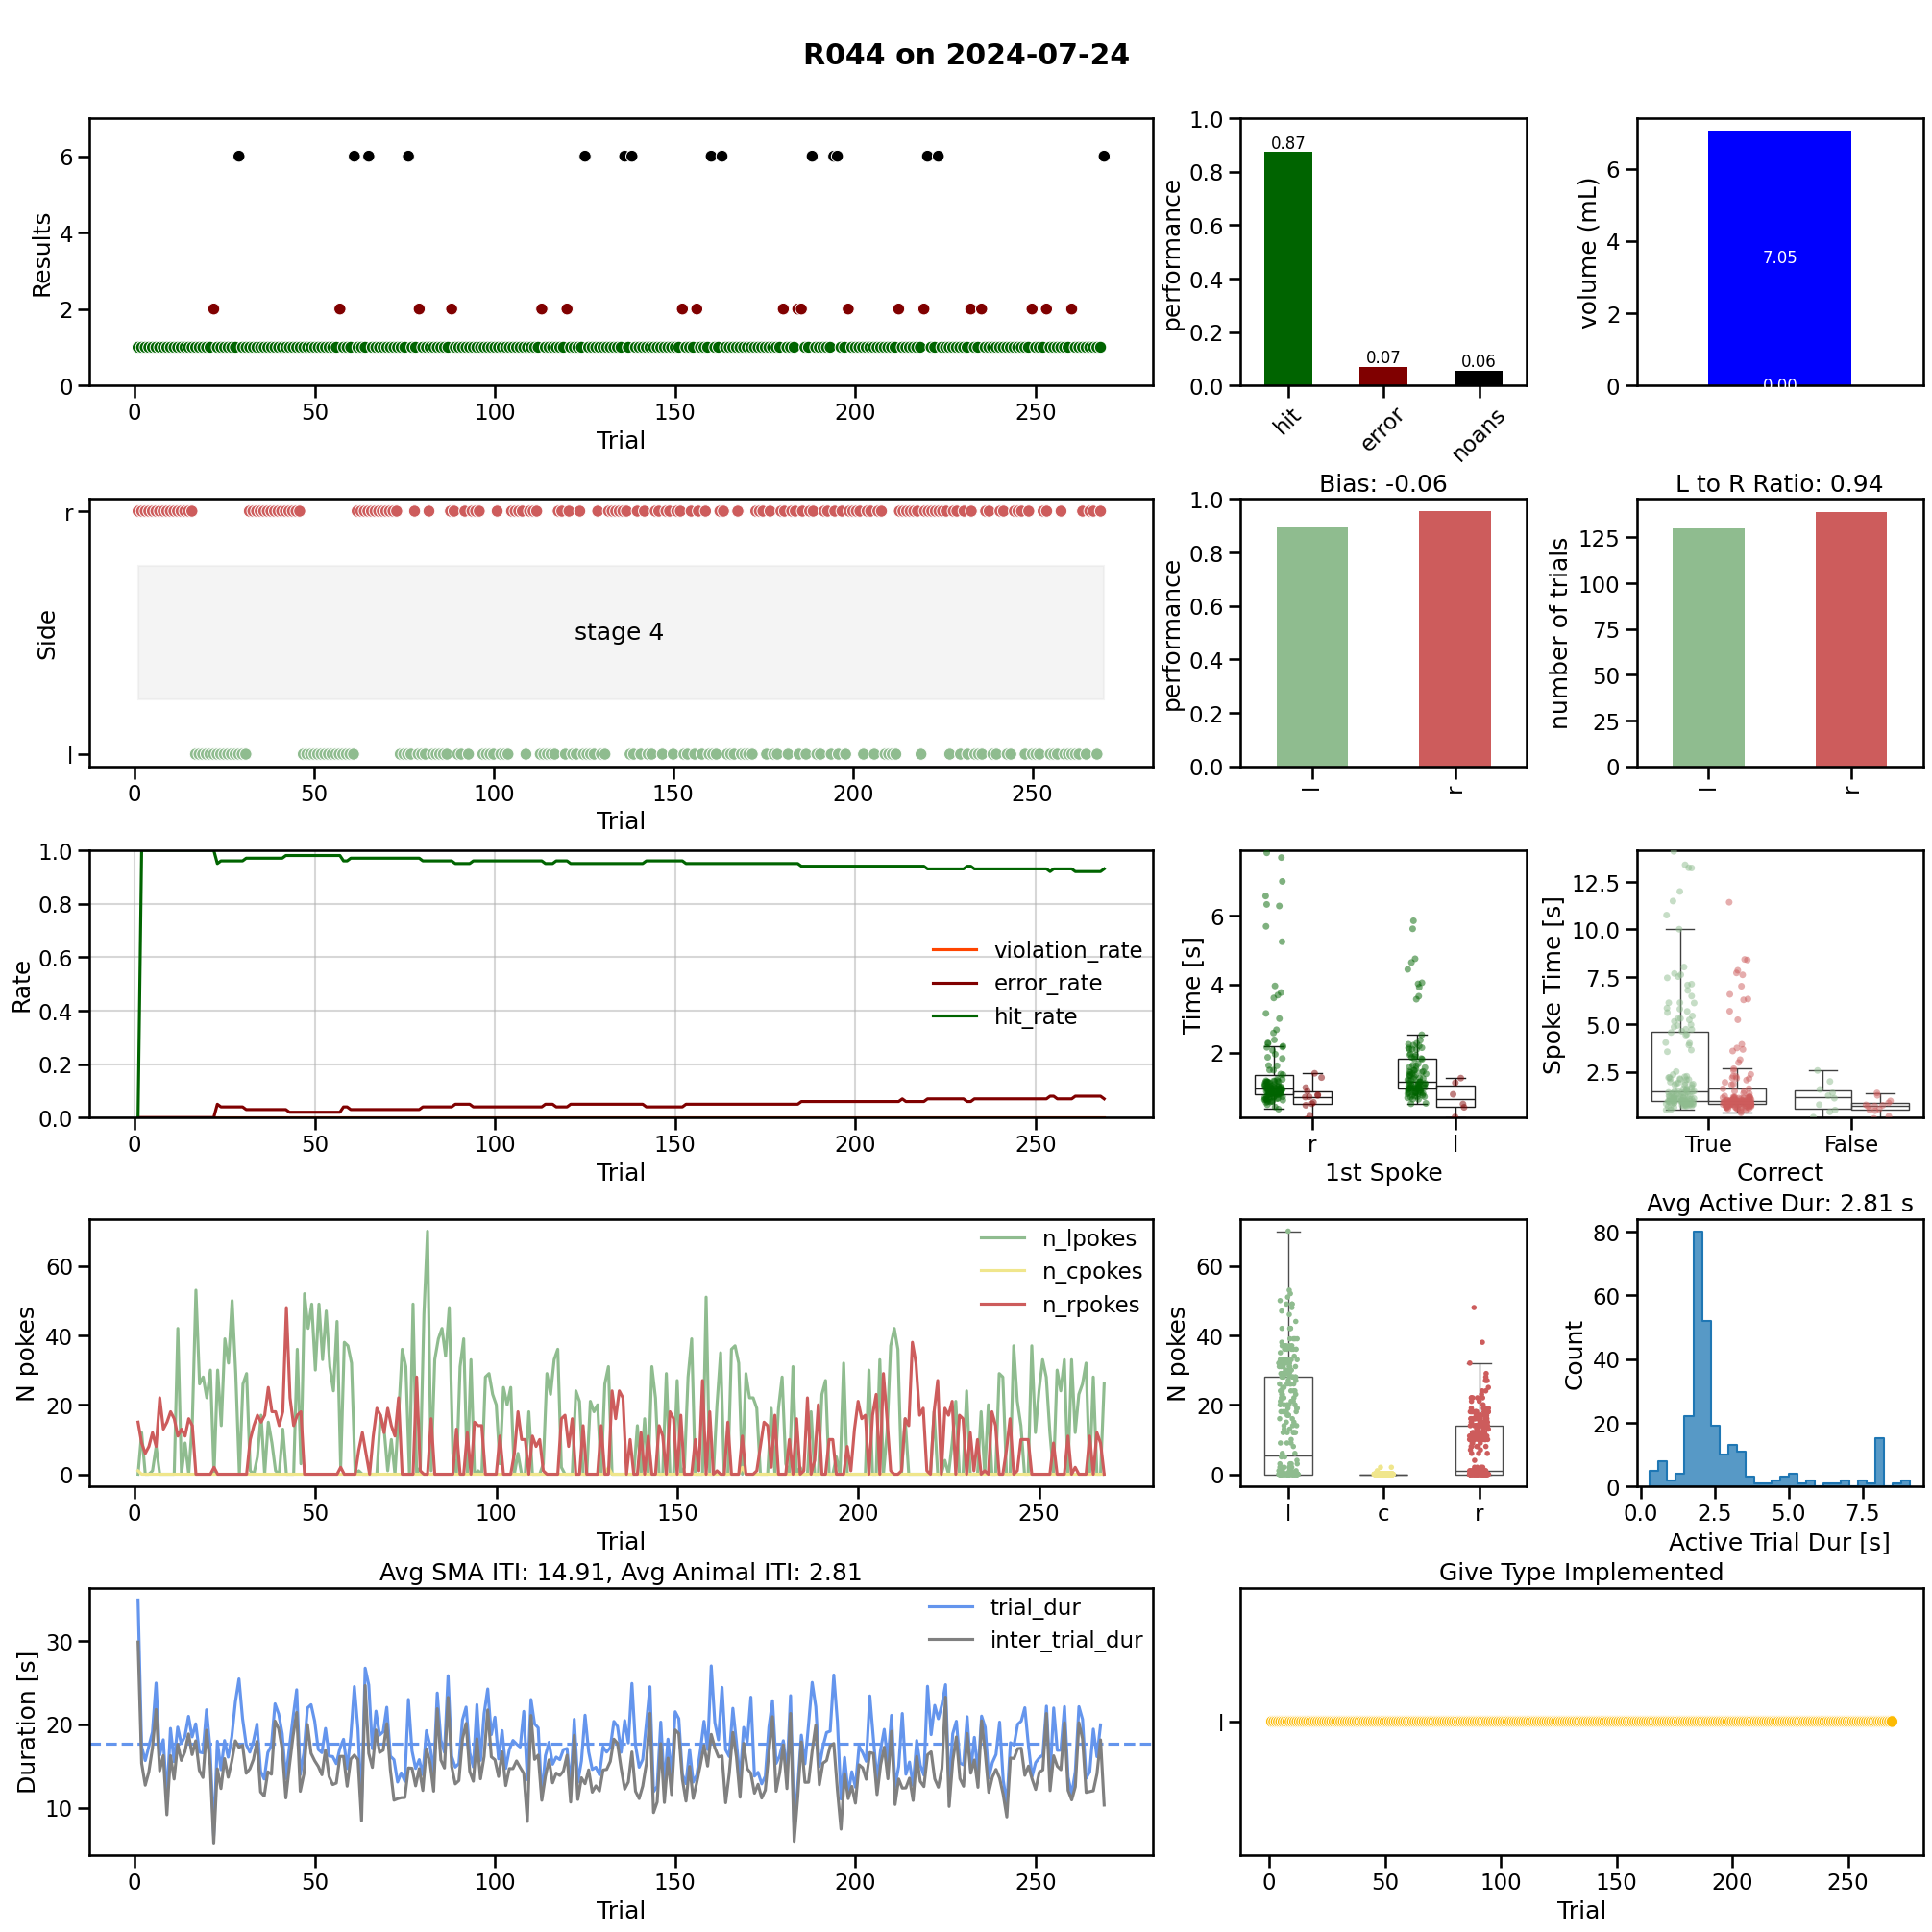 R044 on 2024-07-24
Results
6
4
2
0
0 50 100 150 200 250
Trial
performance
1.0
0.8
0.6
0.4
0.2
0.0
0.87
0.07
0.06
hit error noans
volume (mL)
6
4
2
0
7.05
0.00
Side
r
l
stage 4
0 50 100 150 200 250
Trial
Bias: -0.06
performance
1.0
0.8
0.6
0.4
0.2
0.0
l r
L to R Ratio: 0.94
number of trials
125
100
75
50
25
0
l r
Rate
1.0
0.8
0.6
0.4
0.2
0.0
violation_rate
error_rate
hit_rate
0 50 100 150 200 250
Trial
Time [s]
6
4
2
r l
1st Spoke
Spoke Time [s]
12.5
10.0
7.5
5.0
2.5
True False
Correct
N pokes
60
40
20
0
n_lpokes
n_cpokes
n_rpokes
0 50 100 150 200 250
Trial
N pokes
60
40
20
0
l c r
Avg Active Dur: 2.81 s
Count
80
60
40
20
0
0.0 2.5 5.0 7.5
Active Trial Dur [s]
Avg SMA ITI: 14.91, Avg Animal ITI: 2.81
Duration [s]
30
20
10
trial_dur
inter_trial_dur
0 50 100 150 200 250
Trial
Give Type Implemented
l
0 50 100 150 200 250
Trial